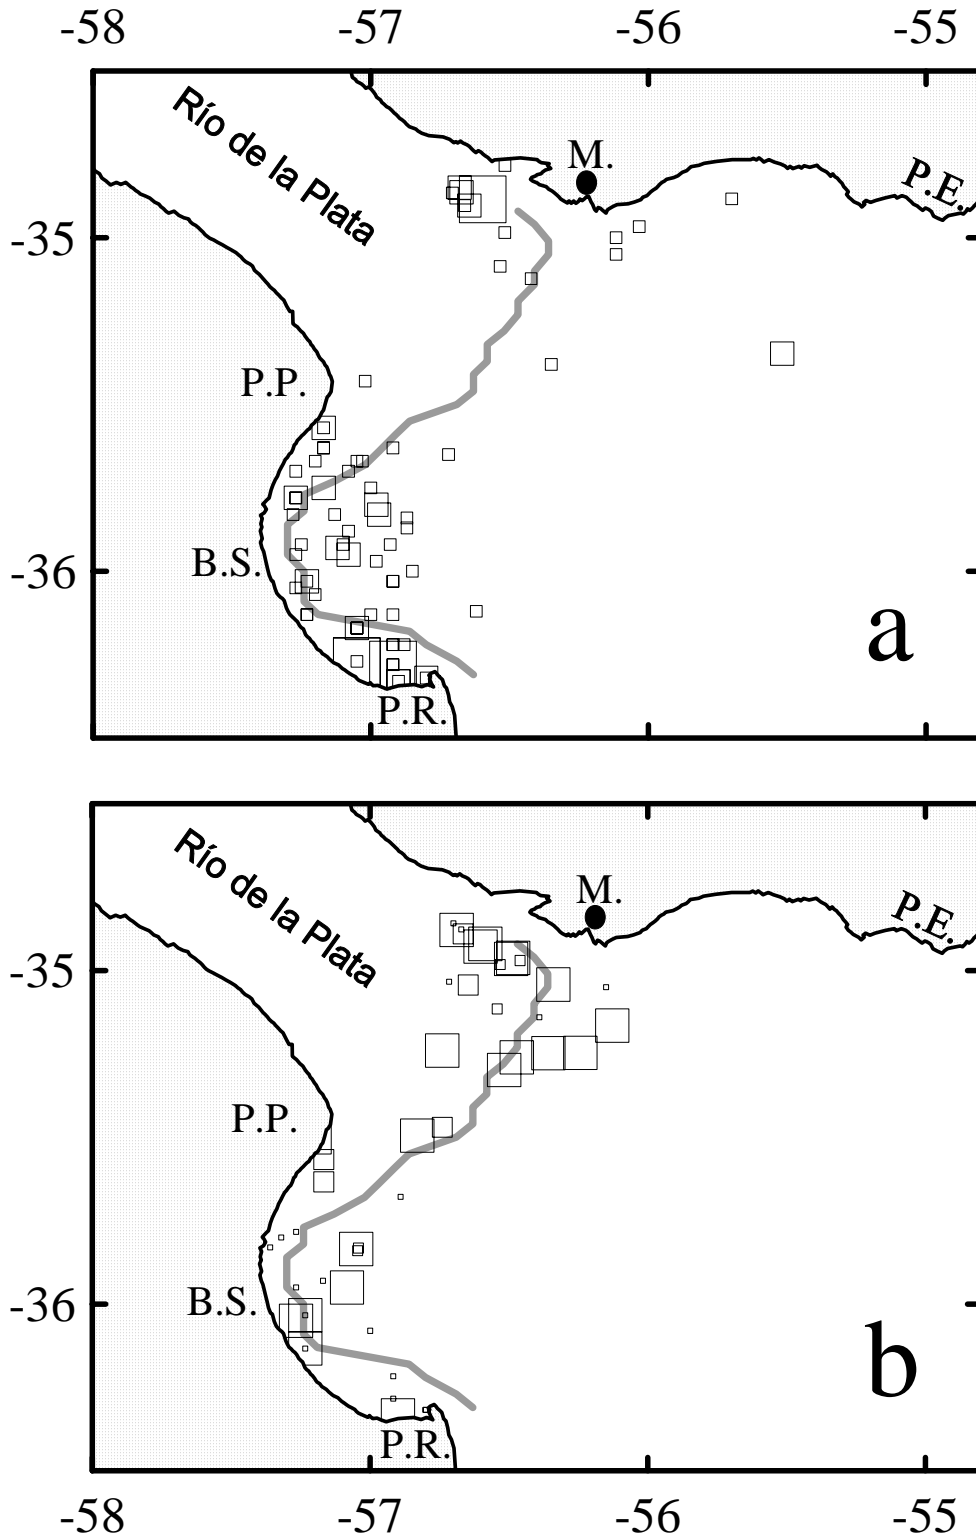 -58 -57 -56 -55
Río de la Plata
M.
P.E.
-35
P.P.
B.S.
-36
a
P.R.
Río de la Plata
M.
P.E.
-35
P.P.
B.S.
-36
b
P.R.
-58 -57 -56 -55